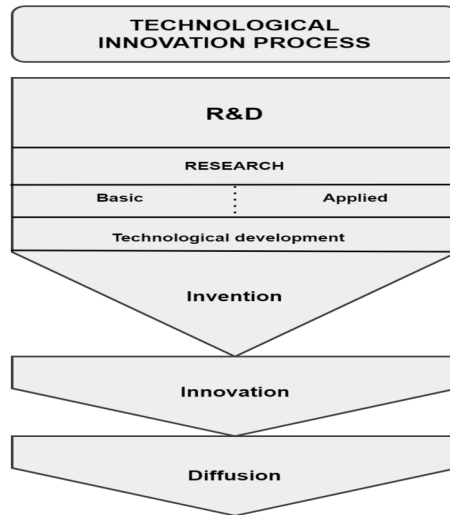 TECHNOLOGICAL
INNOVATION PROCESS
R&D
RESEARCH
Basic
Applied
Technological development
Invention
Innovation
Diffusion